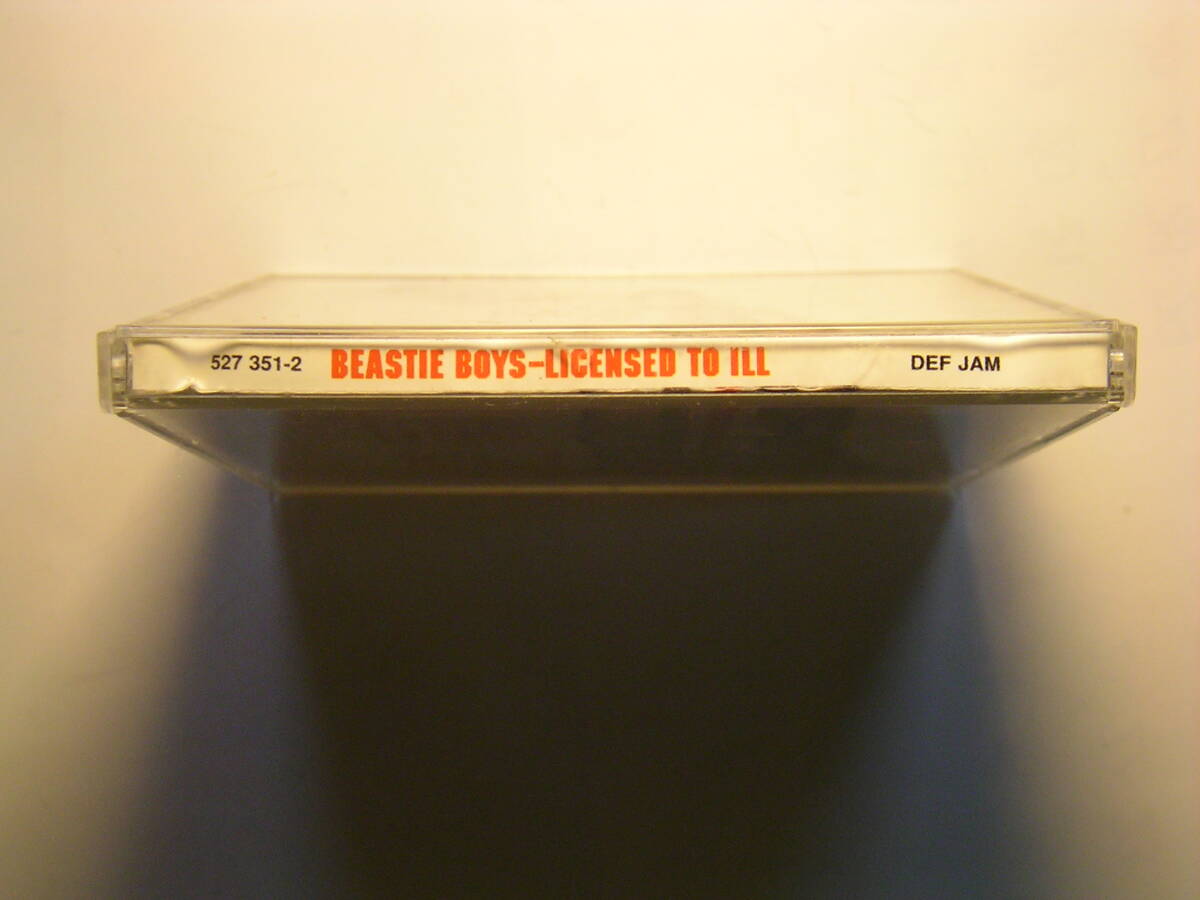 527 351-2 BEASTIE BOYS-LICENSED TO ILL DEF JAM